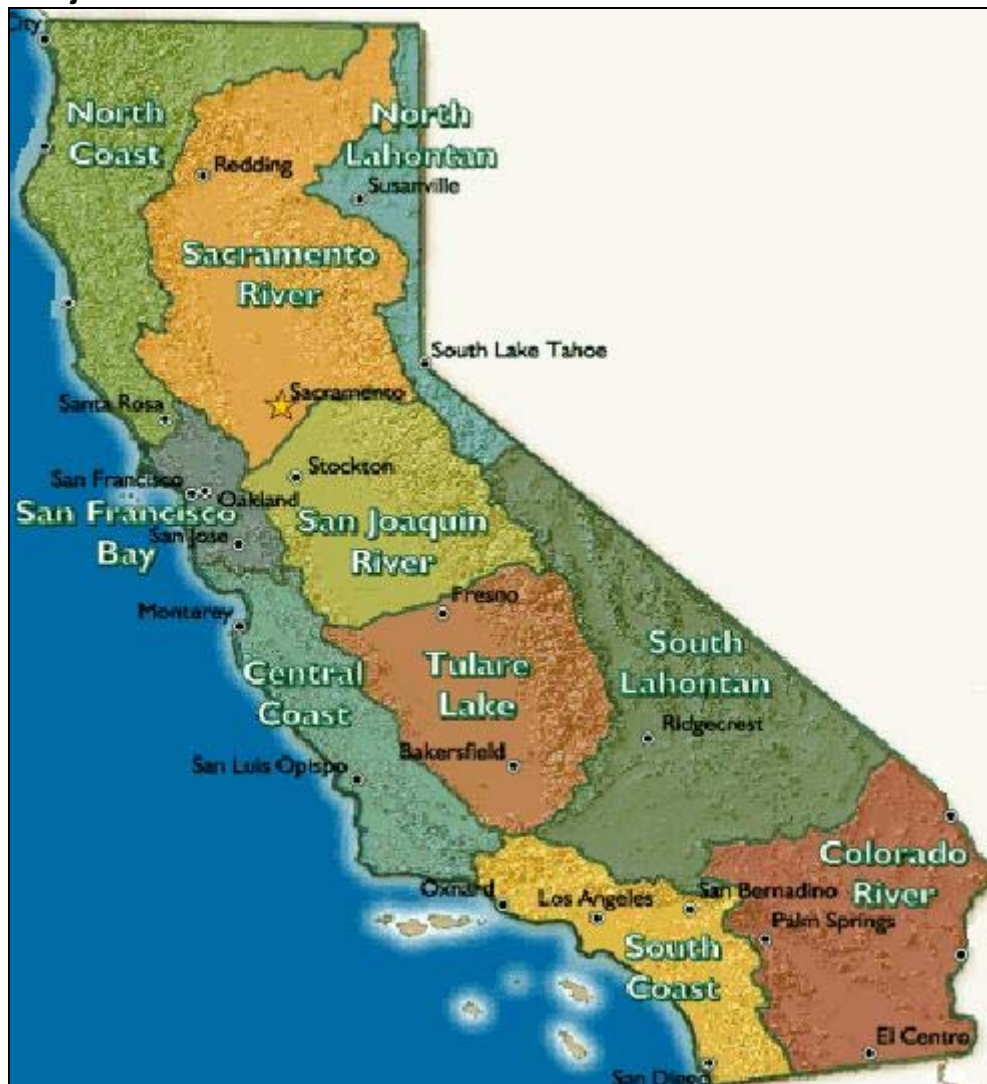 City
North
Coast
North
Lahontan
Redding
Susanville
Sacramento
River
South Lake Tahoe
Sacramento
Santa Rosa
Stockton
San Francisco
Oakland
San Francisco
Bay
San Jose
San Joaquin
River
Fresno
Monterey
Central
Coast
Tulare
Lake
South
Lahontan
Ridgecrest
Bakersfield
San Luis Opispo
Colorado
River
Oxnard
Los Angeles
San Bernadino
Palm Springs
South
Coast
El Centro
San Diego